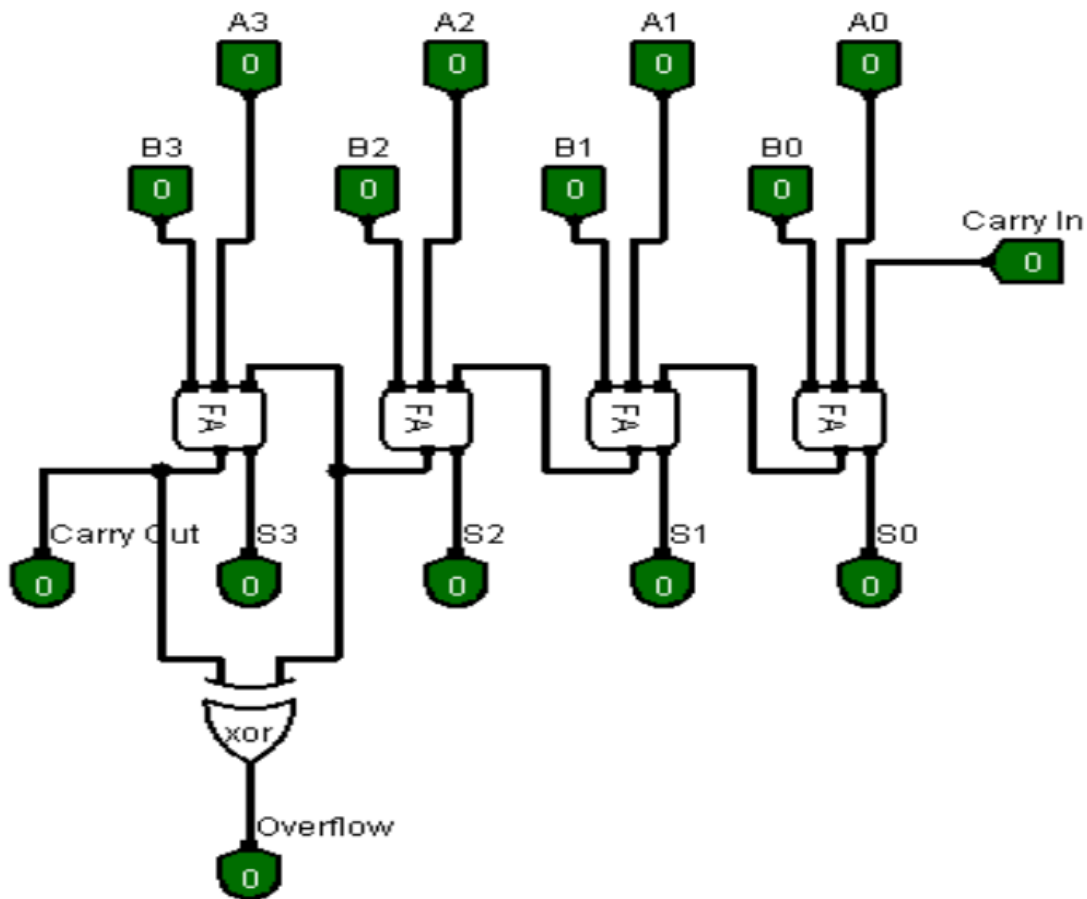 A3 A2 A1 A0
0 0 0 0
B3 B2 B1 B0
0 0 0 0
Carry In
0
FA FA FA FA
Carry Out S3 S2 S1 S0
0 0 0 0 0
xor
Overflow
0